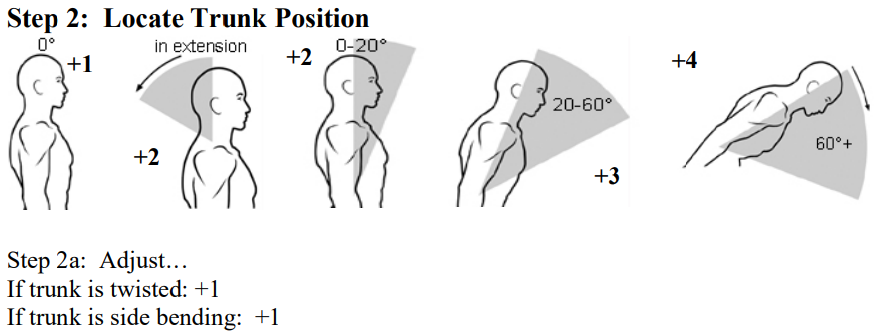 Step 2: Locate Trunk Position
0°
+1
in extension
+2
+2
0-20°
20-60°
+3
+4
60°+
Step 2a: Adjust…
If trunk is twisted: +1
If trunk is side bending: +1